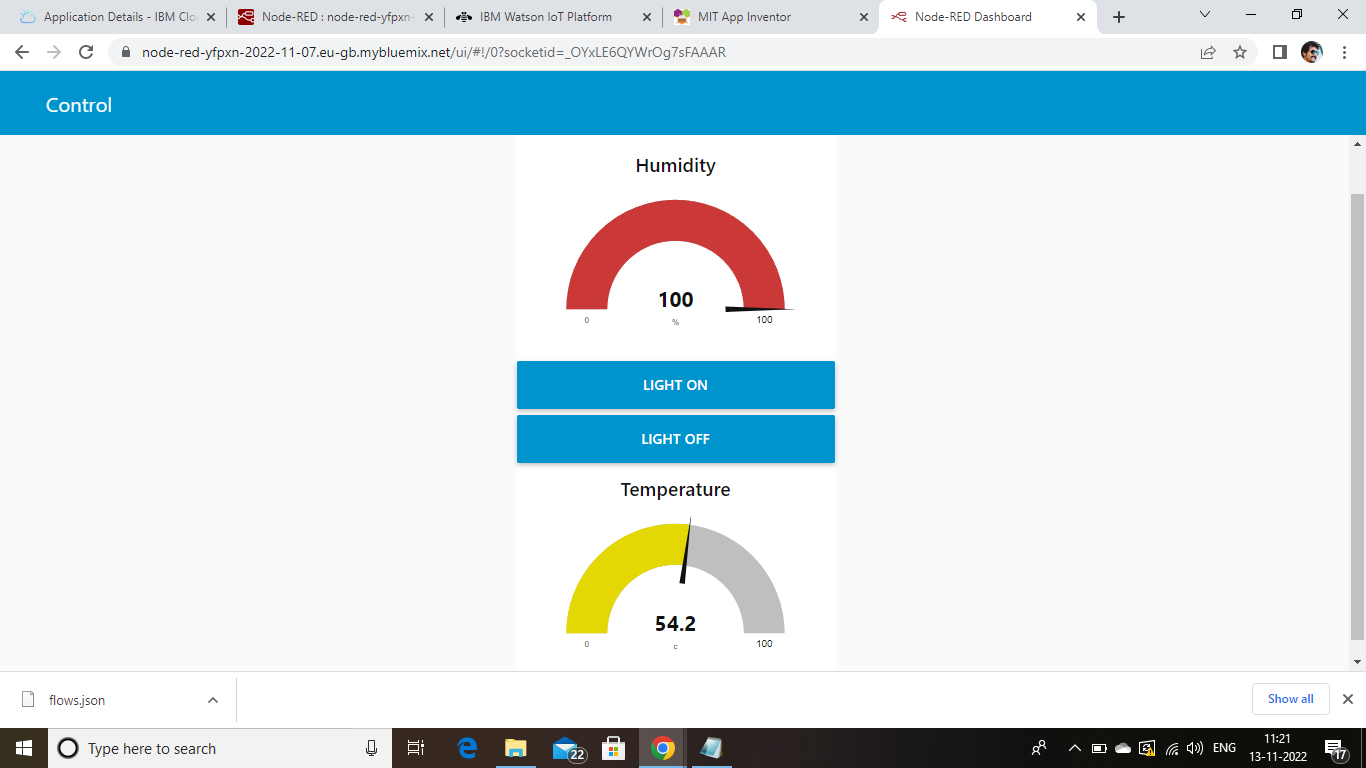 Application Details - IBM Clo
Node-RED : node-red-yfpxn-
IBM Watson IoT Platform
MIT App Inventor
Node-RED Dashboard
node-red-yfpxn-2022-11-07.eu-gb.mybluemix.net/ui/#!/0?socketid=_OYxLE6QYWrOg7sFAAAR
Control
Humidity
100
%
0
100
LIGHT ON
LIGHT OFF
Temperature
54.2
c
0
100
flows.json
Show all
Type here to search
22
ENG
11:21
13-11-2022
17